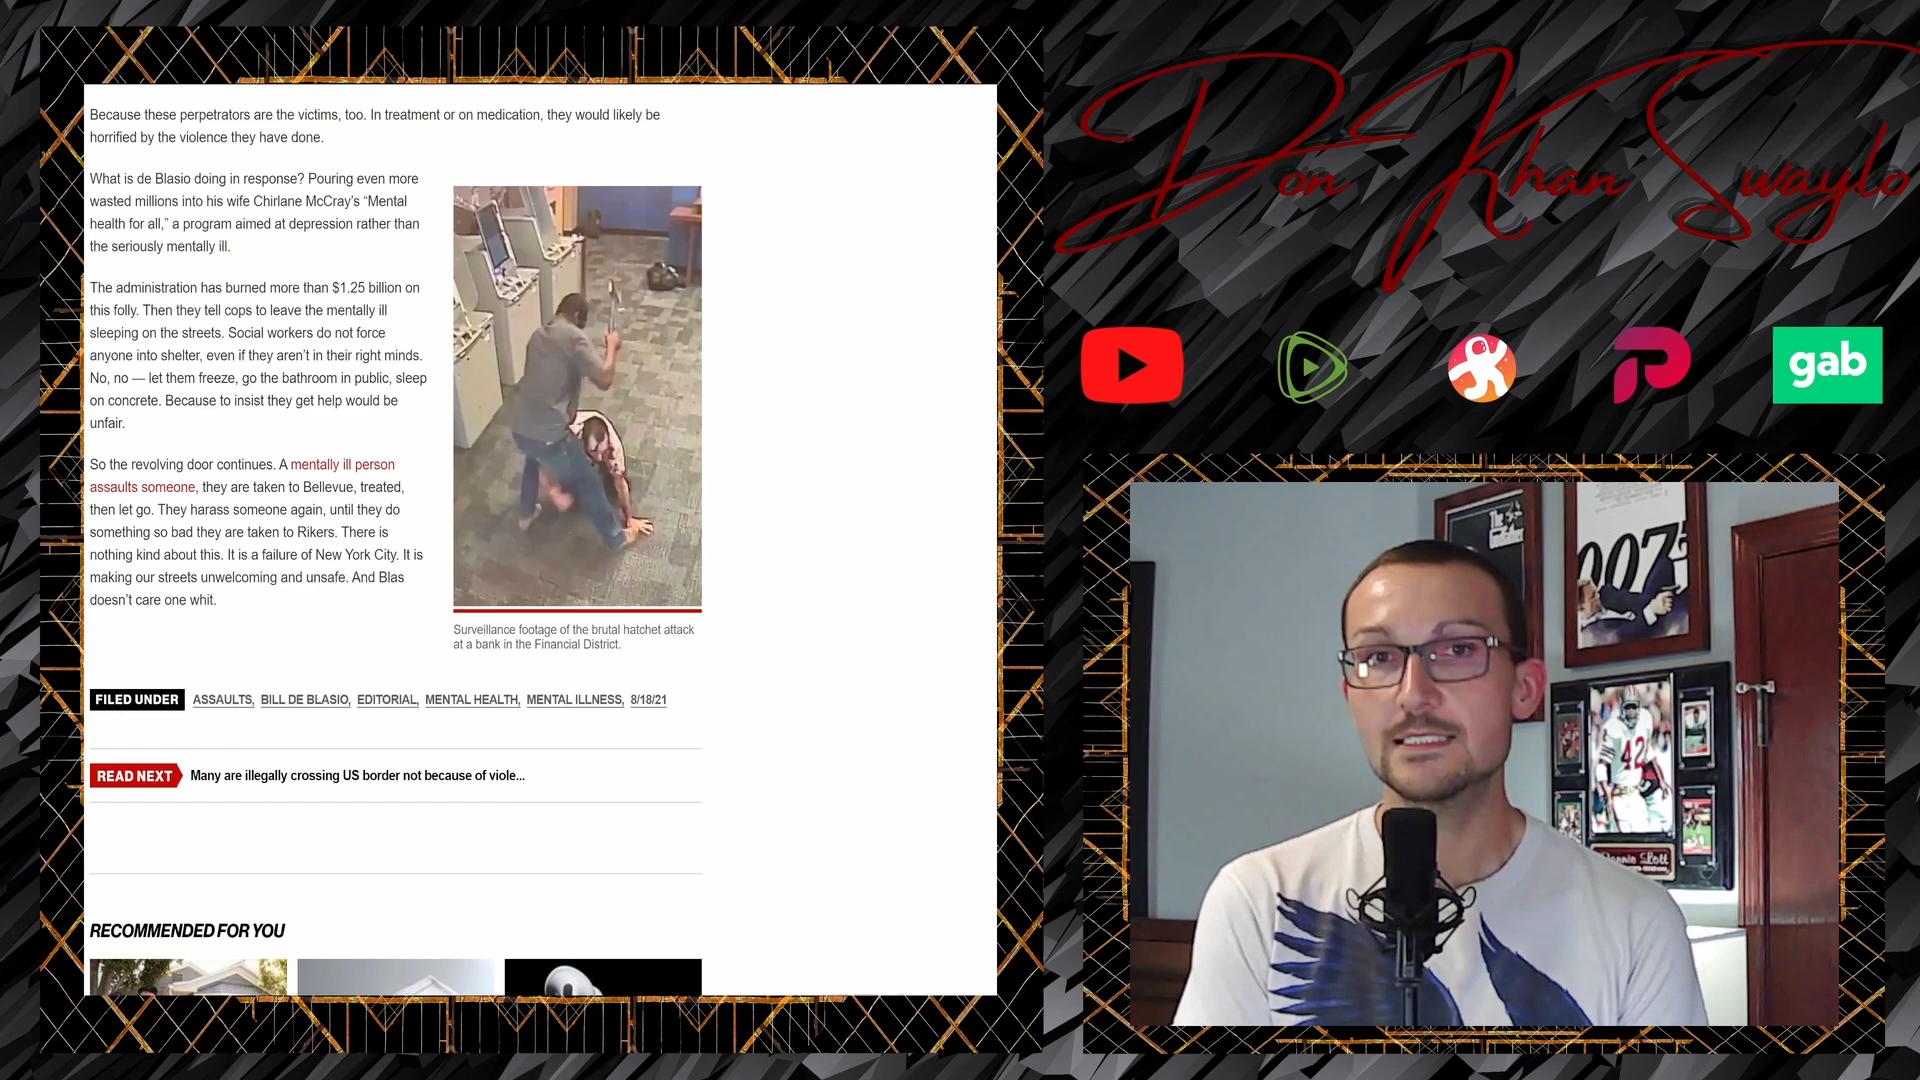 Because these perpetrators are the victims, too. In treatment or on medication, they would likely be
horrified by the violence they have done.
What is de Blasio doing in response? Pouring even more
wasted millions into his wife Chirlane McCray’s “Mental
health for all,” a program aimed at depression rather than
the seriously mentally ill.
The administration has burned more than $1.25 billion on
this folly. Then they tell cops to leave the mentally ill
sleeping on the streets. Social workers do not force
anyone into shelter, even if they aren’t in their right minds.
No, no — let them freeze, go the bathroom in public, sleep
on concrete. Because to insist they get help would be
unfair.
So the revolving door continues. A mentally ill person
assaults someone, they are taken to Bellevue, treated,
then let go. They harass someone again, until they do
something so bad they are taken to Rikers. There is
nothing kind about this. It is a failure of New York City. It is
making our streets unwelcoming and unsafe. And Blas
doesn’t care one whit.
Surveillance footage of the brutal hatchet attack
at a bank in the Financial District.
FILED UNDER ASSAULTS, BILL DE BLASIO, EDITORIAL, MENTAL HEALTH, MENTAL ILLNESS, 8/18/21
READ NEXT Many are illegally crossing US border not because of viole...
RECOMMENDED FOR YOU
Don Khan Swaylo
gab
The
007
42